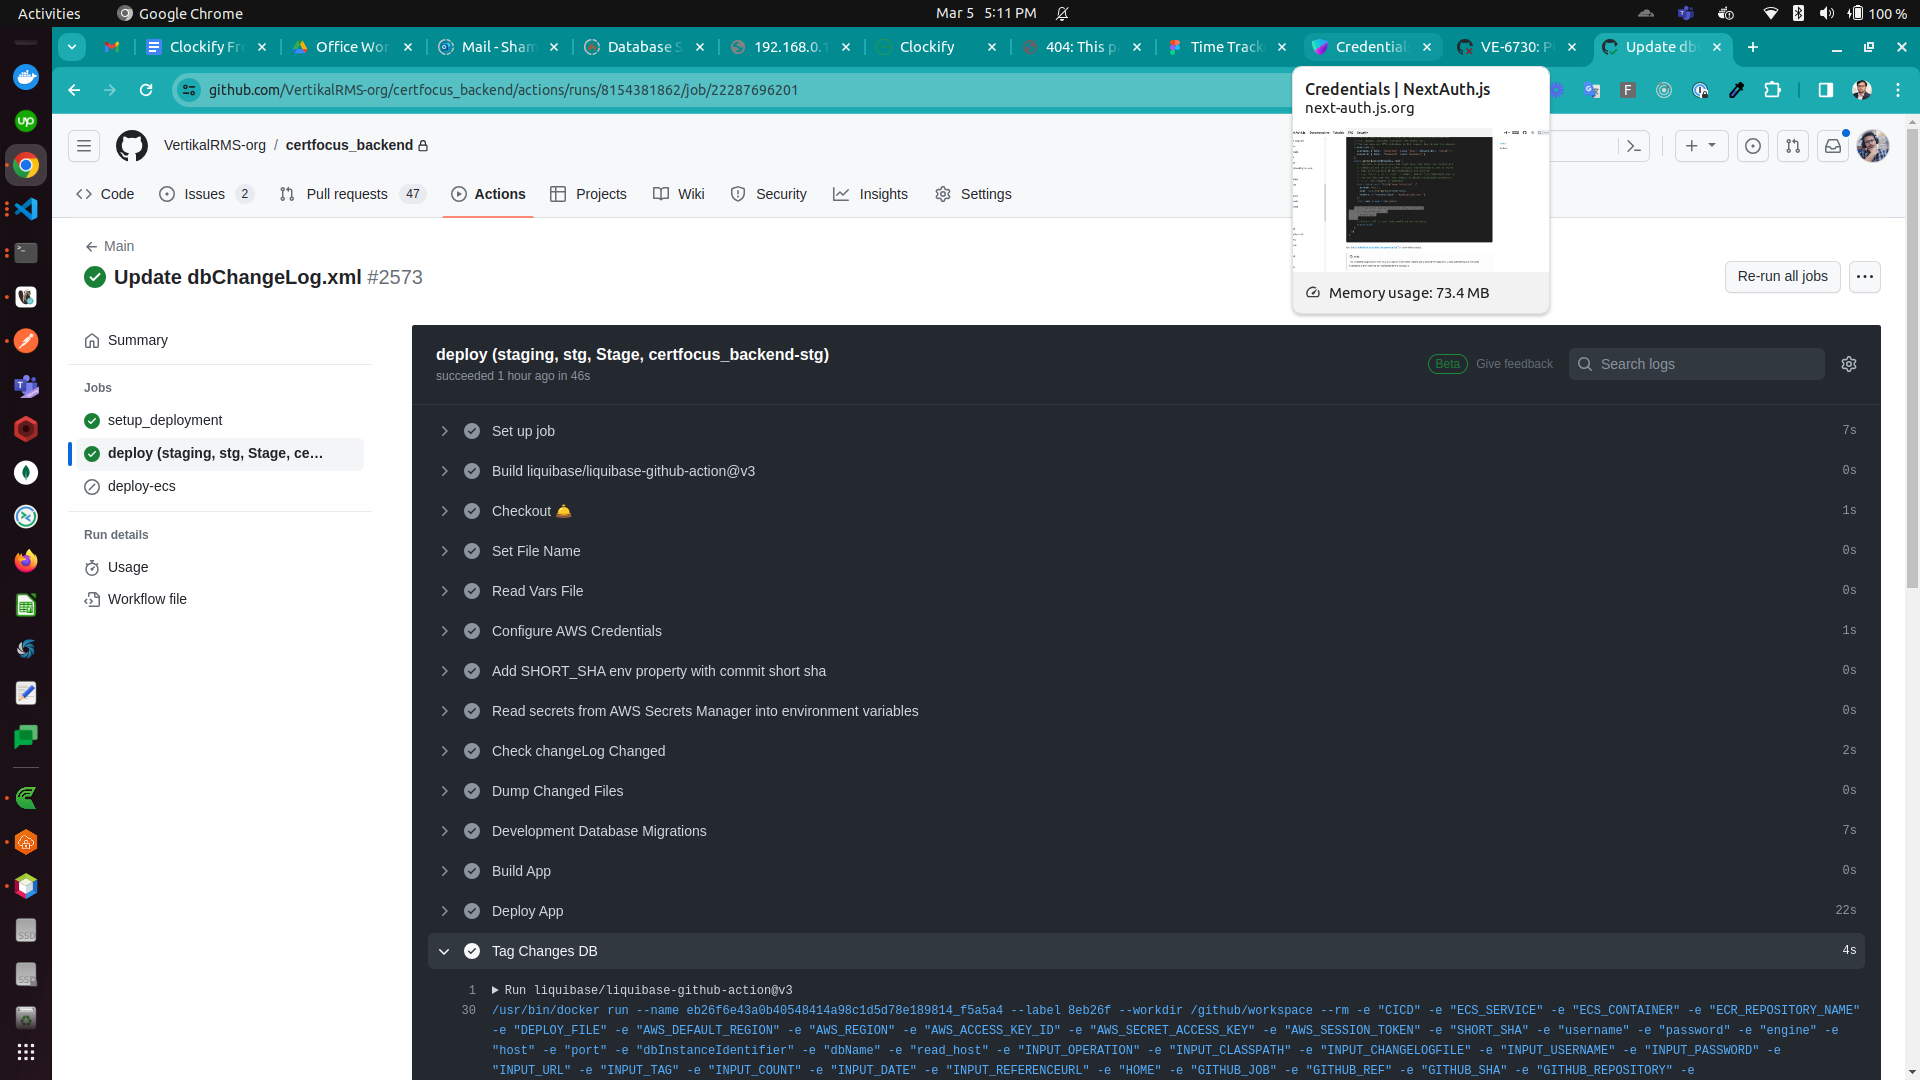 Activities
Google Chrome
Mar 5 5:11 PM
100 %
Clockify Fr
Office Wor
Mail - Sham
Database S
192.168.0.1
Clockify
404: This pa
Time Track
Credentials
VE-6730: P
Update db
github.com/VertikalRMS-org/certfocus_backend/actions/runs/8154381862/job/22287696201
Credentials | NextAuth.js
next-auth.js.org
Memory usage: 73.4 MB
VertikalRMS-org / certfocus_backend
Code
Issues 2
Pull requests 47
Actions
Projects
Wiki
Security
Insights
Settings
Main
Update dbChangeLog.xml #2573
Re-run all jobs
Summary
Jobs
setup_deployment
deploy (staging, stg, Stage, ce…
deploy-ecs
Run details
Usage
Workflow file
deploy (staging, stg, Stage, certfocus_backend-stg)
succeeded 1 hour ago in 46s
Beta
Give feedback
Search logs
Set up job 7s
Build liquibase/liquibase-github-action@v3 0s
Checkout 🛎️ 1s
Set File Name 0s
Read Vars File 0s
Configure AWS Credentials 1s
Add SHORT_SHA env property with commit short sha 0s
Read secrets from AWS Secrets Manager into environment variables 0s
Check changeLog Changed 2s
Dump Changed Files 0s
Development Database Migrations 7s
Build App 0s
Deploy App 22s
Tag Changes DB 4s
1 ▶ Run liquibase/liquibase-github-action@v3
30 /usr/bin/docker run --name eb26f6e43a0b40548414a98c1d5d78e189814_f5a5a4 --label 8eb26f --workdir /github/workspace --rm -e "CICD" -e "ECS_SERVICE" -e "ECS_CONTAINER" -e "ECR_REPOSITORY_NAME"
-e "DEPLOY_FILE" -e "AWS_DEFAULT_REGION" -e "AWS_REGION" -e "AWS_ACCESS_KEY_ID" -e "AWS_SECRET_ACCESS_KEY" -e "AWS_SESSION_TOKEN" -e "SHORT_SHA" -e "username" -e "password" -e "engine" -e
"host" -e "port" -e "dbInstanceIdentifier" -e "dbName" -e "read_host" -e "INPUT_OPERATION" -e "INPUT_CLASSPATH" -e "INPUT_CHANGELOGFILE" -e "INPUT_USERNAME" -e "INPUT_PASSWORD" -e
"INPUT_URL" -e "INPUT_TAG" -e "INPUT_COUNT" -e "INPUT_DATE" -e "INPUT_REFERENCEURL" -e "HOME" -e "GITHUB_JOB" -e "GITHUB_REF" -e "GITHUB_SHA" -e "GITHUB_REPOSITORY" -e